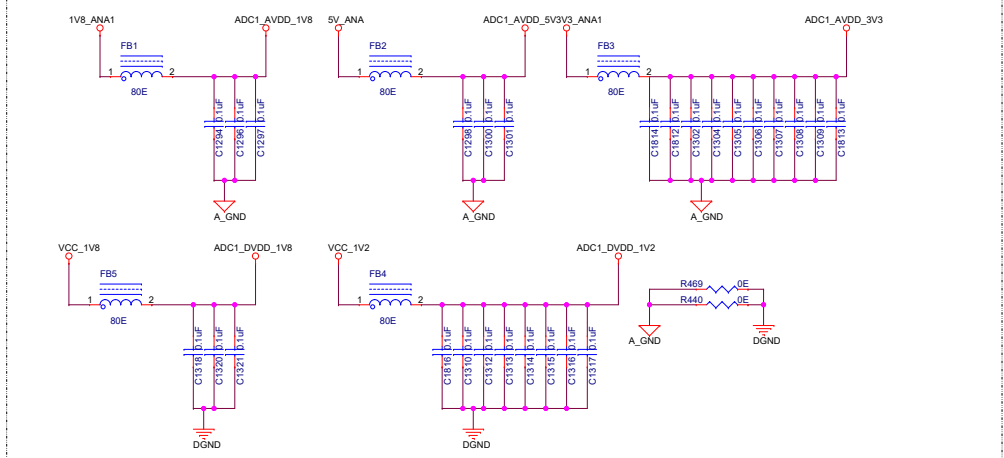 1V8_ANA1
ADC1_AVDD_1V8
5V_ANA
ADC1_AVDD_5V
3V3_ANA1
ADC1_AVDD_3V3
FB1
FB2
FB3
1 2
1 2
1 2
80E
80E
80E
C1294 0.1uF
C1296 0.1uF
C1297 0.1uF
C1298 0.1uF
C1300 0.1uF
C1301 0.1uF
C1814 0.1uF
C1812 0.1uF
C1302 0.1uF
C1304 0.1uF
C1305 0.1uF
C1306 0.1uF
C1307 0.1uF
C1308 0.1uF
C1309 0.1uF
C1813 0.1uF
A_GND
A_GND
A_GND
VCC_1V8
ADC1_DVDD_1V8
VCC_1V2
ADC1_DVDD_1V2
FB5
FB4
1 2
1 2
80E
80E
R469 0E
R440 0E
A_GND
DGND
C1318 0.1uF
C1320 0.1uF
C1321 0.1uF
C1816 0.1uF
C1310 0.1uF
C1312 0.1uF
C1313 0.1uF
C1314 0.1uF
C1315 0.1uF
C1316 0.1uF
C1317 0.1uF
DGND
DGND